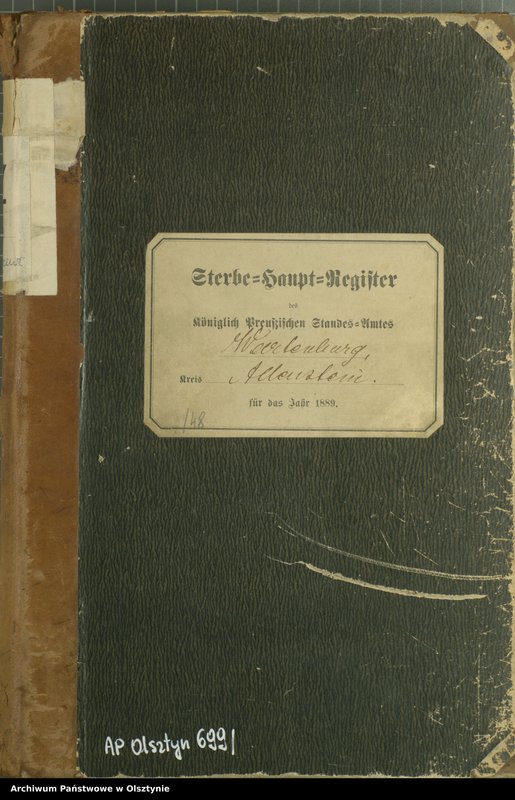 Sterbe=Haupt=Register
des
Königlich Preußischen Standes=Amtes
Wartenburg,
Kreis Allenstein.
für das Jahr 1889.
148
AP Olsztyn 699/
Archiwum Państwowe w Olsztynie